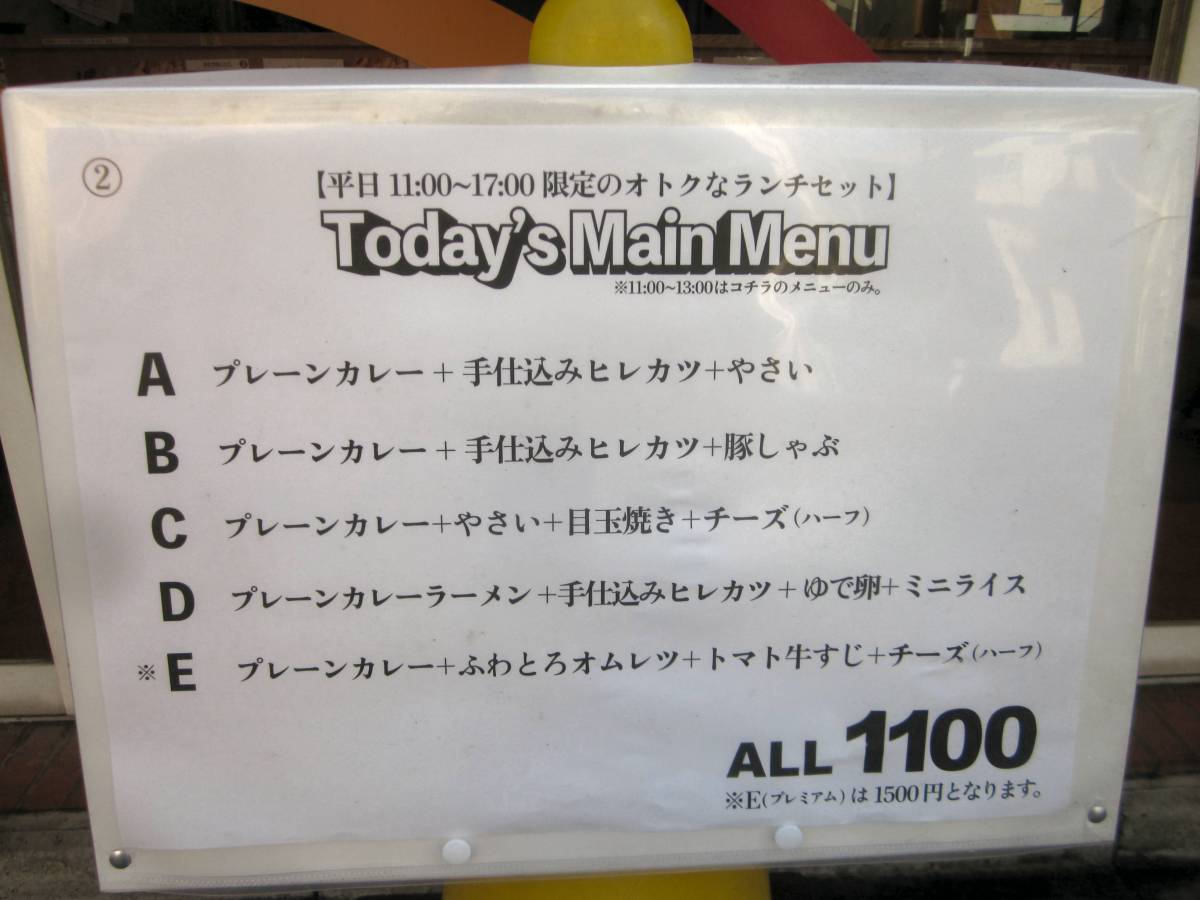 ②
【平日 11:00~17:00 限定のオトクなランチセット】
Today's Main Menu
※11:00~13:00はコチラのメニューのみ。
A プレーンカレー + 手仕込みヒレカツ+やさい
B プレーンカレー + 手仕込みヒレカツ+豚しゃぶ
C プレーンカレー+やさい+目玉焼き+チーズ(ハーフ)
D プレーンカレーラーメン+手仕込みヒレカツ+ゆで卵+ミニライス
※ E プレーンカレー+ふわとろオムレツ+トマト牛すじ+チーズ(ハーフ)
ALL 1100
※E(プレミアム)は1500円となります。